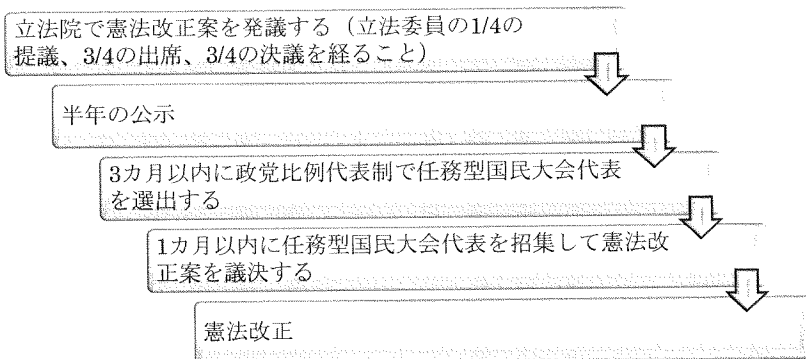 立法院で憲法改正案を発議する（立法委員の1/4の
提議、3/4の出席、3/4の決議を経ること）
半年の公示
3カ月以内に政党比例代表制で任務型国民大会代表
を選出する
1カ月以内に任務型国民大会代表を招集して憲法改
正案を議決する
憲法改正